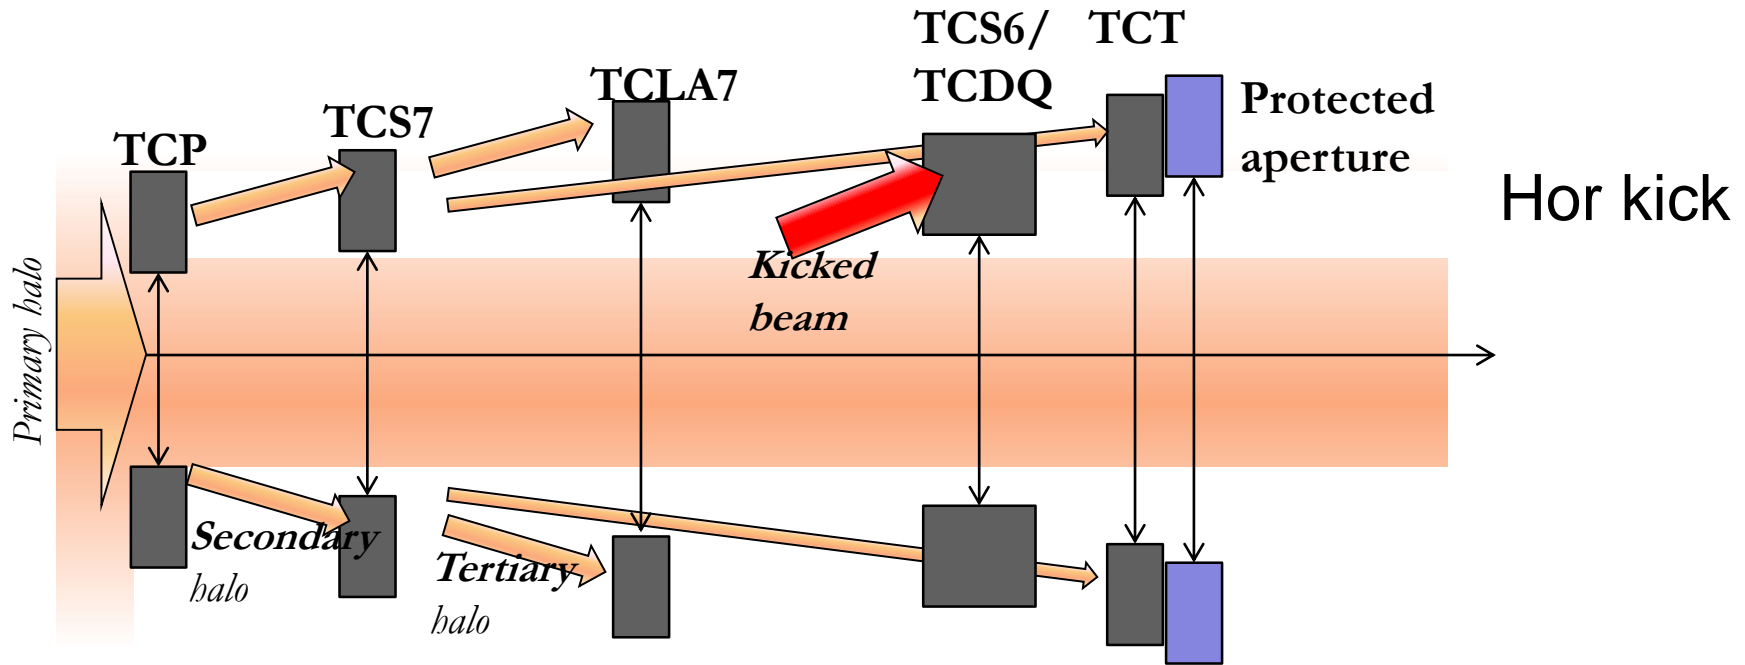 TCS6/ TCT
TCLA7 TCDQ
Protected
aperture
TCS7
TCP
Hor kick
Kicked
beam
Primary halo
Secondary
halo
Tertiary
halo